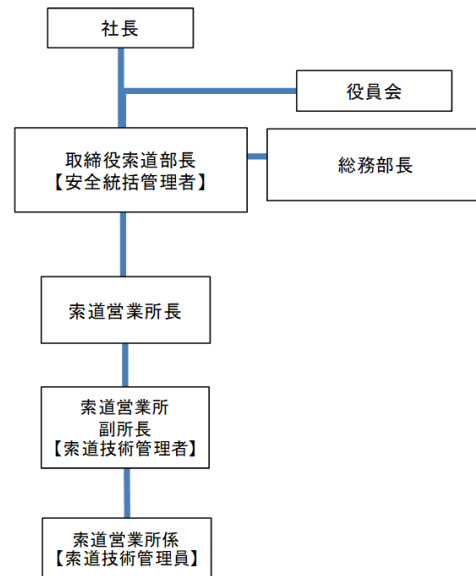 社長
役員会
取締役索道部長
【安全統括管理者】
総務部長
索道営業所長
索道営業所
副所長
【索道技術管理者】
索道営業所係
【索道技術管理員】